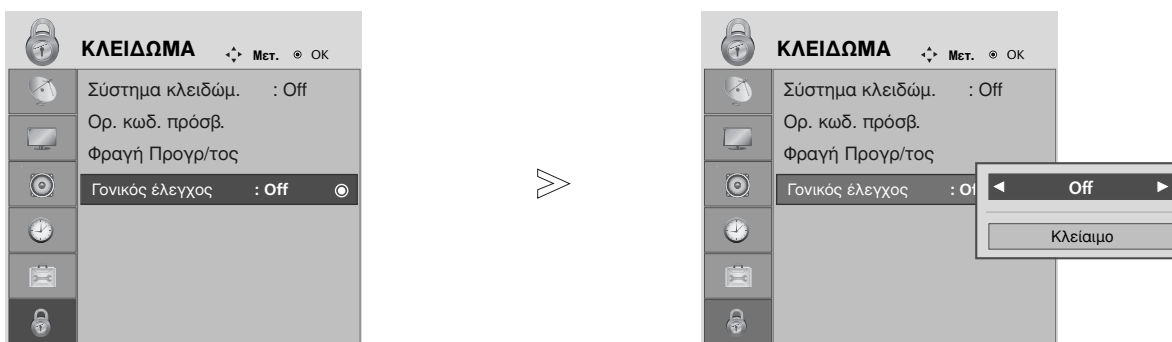 ΚΛΕΙΔΩΜΑ Μετ. OK
Σύστημα κλειδώμ. : Off
Ορ. κωδ. πρόσβ.
Φραγή Προγρ/τος
Γονικός έλεγχος : Off
ΚΛΕΙΔΩΜΑ Μετ. OK
Σύστημα κλειδώμ. : Off
Ορ. κωδ. πρόσβ.
Φραγή Προγρ/τος
Γονικός έλεγχος : Of
Off
Κλείαιμο